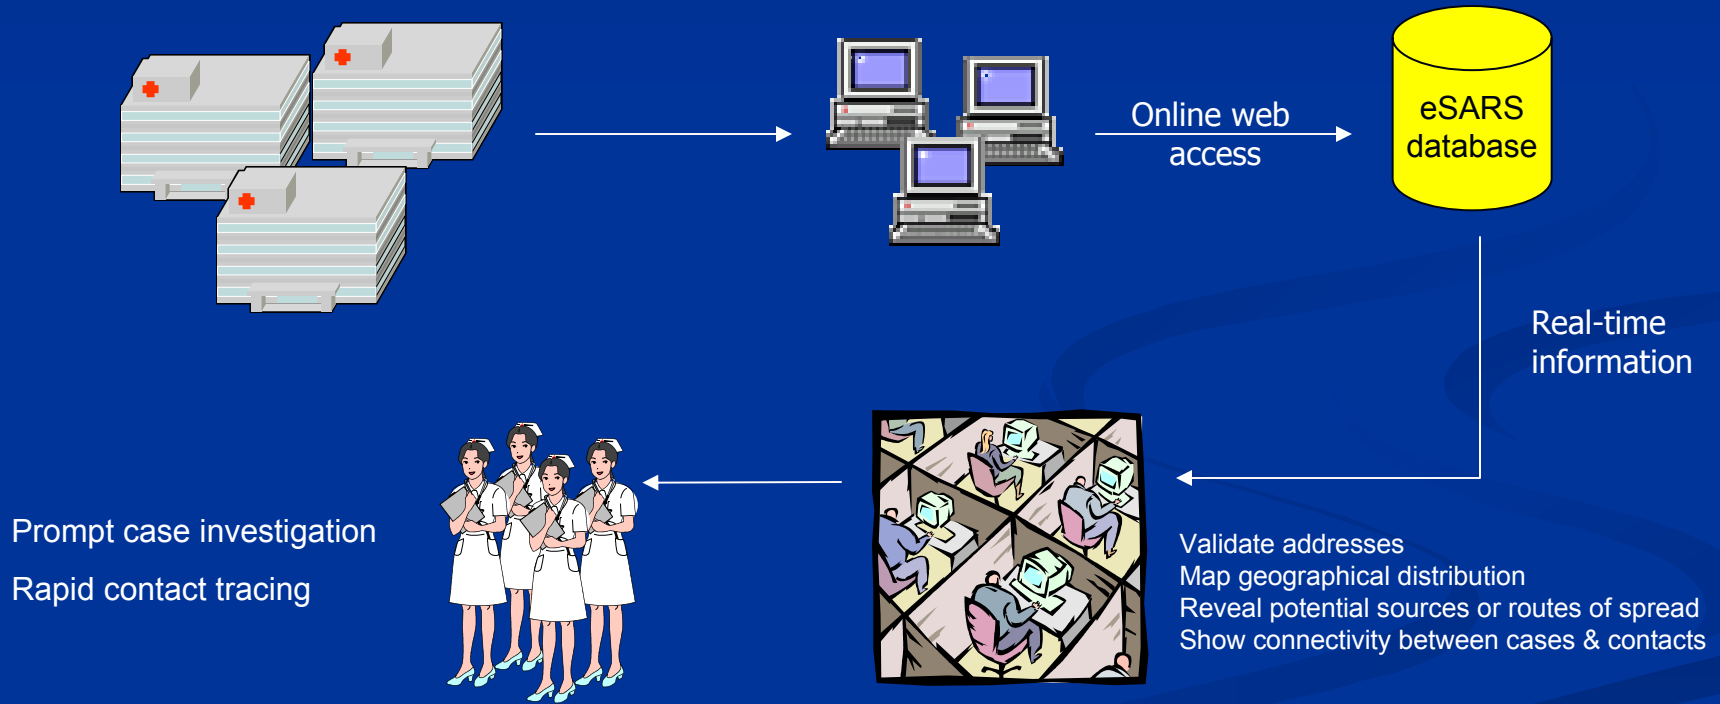 Online web
access
eSARS
database
Real-time
information
Validate addresses
Map geographical distribution
Reveal potential sources or routes of spread
Show connectivity between cases & contacts
Prompt case investigation
Rapid contact tracing